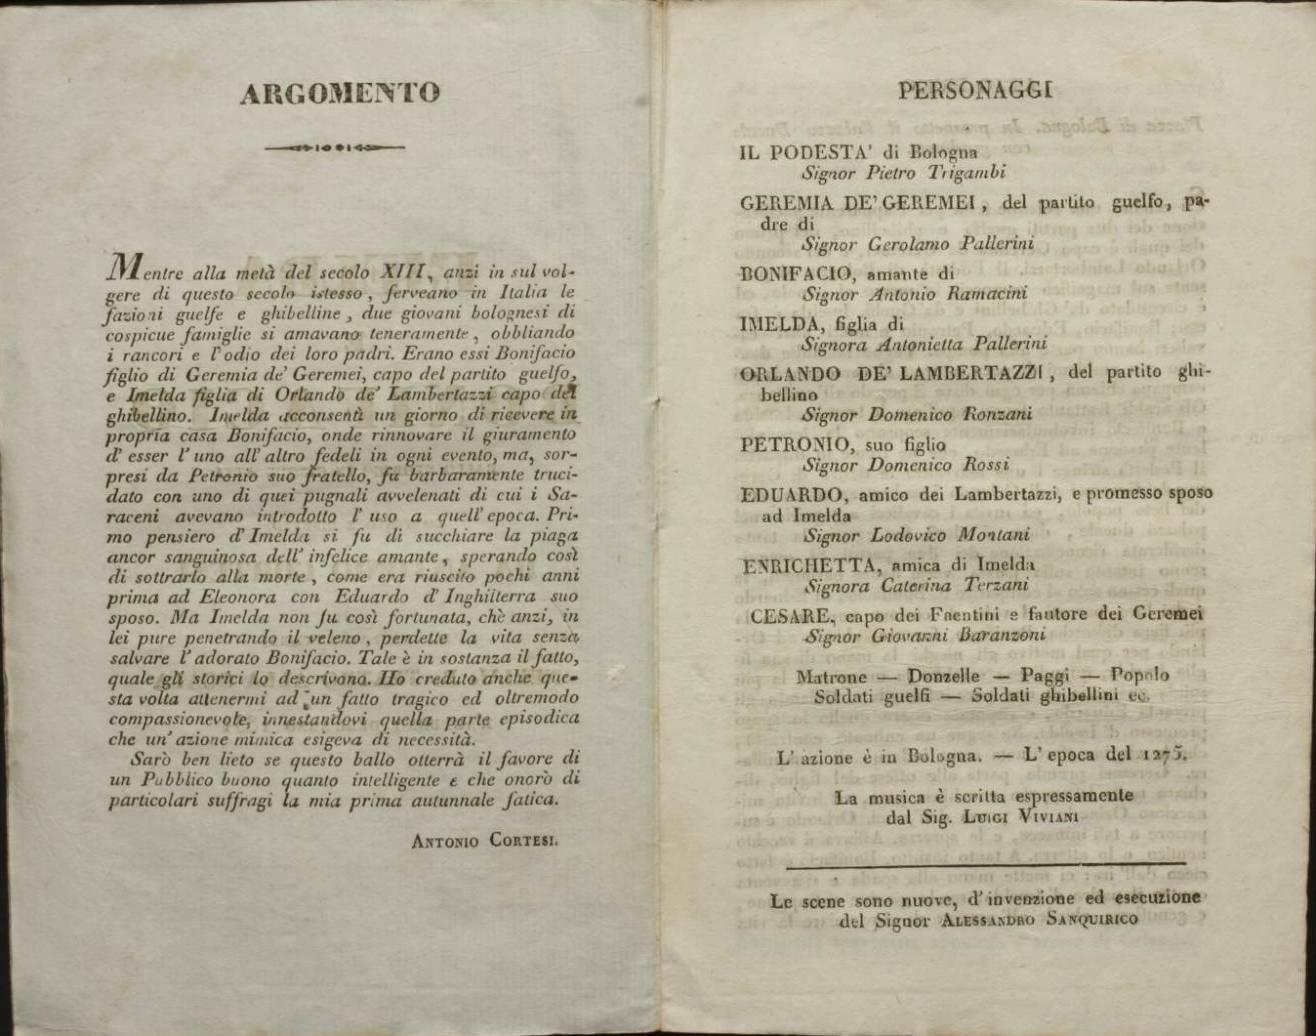 ARGOMENTO
Mentre alla metà del secolo XIII, anzi in sul vol-
gere di questo secolo istesso, ferveano in Italia le
fazioni guelfe e ghibelline, due giovani bolognesi di
cospicue famiglie si amavano teneramente, obbliando
i rancori e l'odio dei loro padri. Erano essi Bonifacio
figlio di Geremia de' Geremei, capo del partito guelfo,
e Imelda figlia di Orlando de' Lambertazzi capo del
ghibellino. Imelda acconsentì un giorno di ricevere in
propria casa Bonifacio, onde rinnovare il giuramento
d'esser l'uno all'altro fedeli in ogni evento, ma, sor-
presi da Petronio suo fratello, fu barbaramente truci-
dato con uno di quei pugnali avvelenati di cui i Sa-
raceni avevano introdotto l'uso a quell'epoca. Pri-
mo pensiero d'Imelda si fu di succhiare la piaga
ancor sanguinosa dell'infelice amante, sperando così
di sottrarlo alla morte, come era riuscito pochi anni
prima ad Eleonora con Eduardo d'Inghilterra suo
sposo. Ma Imelda non fu così fortunata, chè anzi, in
lei pure penetrando il veleno, perdette la vita senza
salvare l'adorato Bonifacio. Tale è in sostanza il fatto,
quale gli storici lo descrivono. Ho creduto anche que-
sta volta attenermi ad un fatto tragico ed oltremodo
compassionevole, innestandovi quella parte episodica
che un'azione mimica esigeva di necessità.
Sarò ben lieto se questo ballo otterrà il favore di
un Pubblico buono quanto intelligente e che onorò di
particolari suffragi la mia prima autunnale fatica.
ANTONIO CORTESI.
PERSONAGGI
IL PODESTA' di Bologna
Signor Pietro Trigambi
GEREMIA DE' GEREMEI, del partito guelfo, pa-
dre di
Signor Gerolamo Pallerini
BONIFACIO, amante di
Signor Antonio Ramacini
IMELDA, figlia di
Signora Antonietta Pallerini
ORLANDO DE' LAMBERTAZZI, del partito ghi-
bellino
Signor Domenico Ronzani
PETRONIO, suo figlio
Signor Domenico Rossi
EDUARDO, amico dei Lambertazzi, e promesso sposo
ad Imelda
Signor Lodovico Montani
ENRICHETTA, amica di Imelda
Signora Caterina Terzani
CESARE, capo dei Faentini e fautore dei Geremei
Signor Giovanni Baranzoni
Matrone — Donzelle — Paggi — Popolo
Soldati guelfi — Soldati ghibellini ec.
L'azione è in Bologna. — L'epoca del 1275.
La musica è scritta espressamente
dal Sig. LUIGI VIVIANI
Le scene sono nuove, d'invenzione ed esecuzione
del Signor ALESSANDRO SANQUIRICO